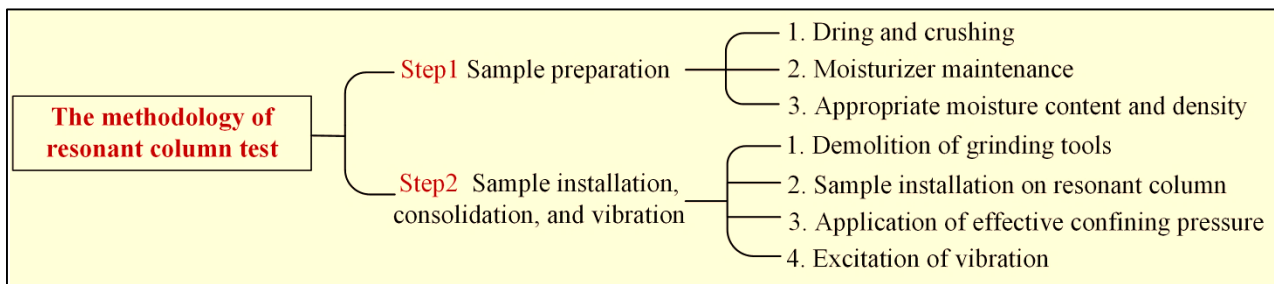 The methodology of
resonant column test
Step1 Sample preparation
1. Dring and crushing
2. Moisturizer maintenance
3. Appropriate moisture content and density
Step2 Sample installation,
consolidation, and vibration
1. Demolition of grinding tools
2. Sample installation on resonant column
3. Application of effective confining pressure
4. Excitation of vibration